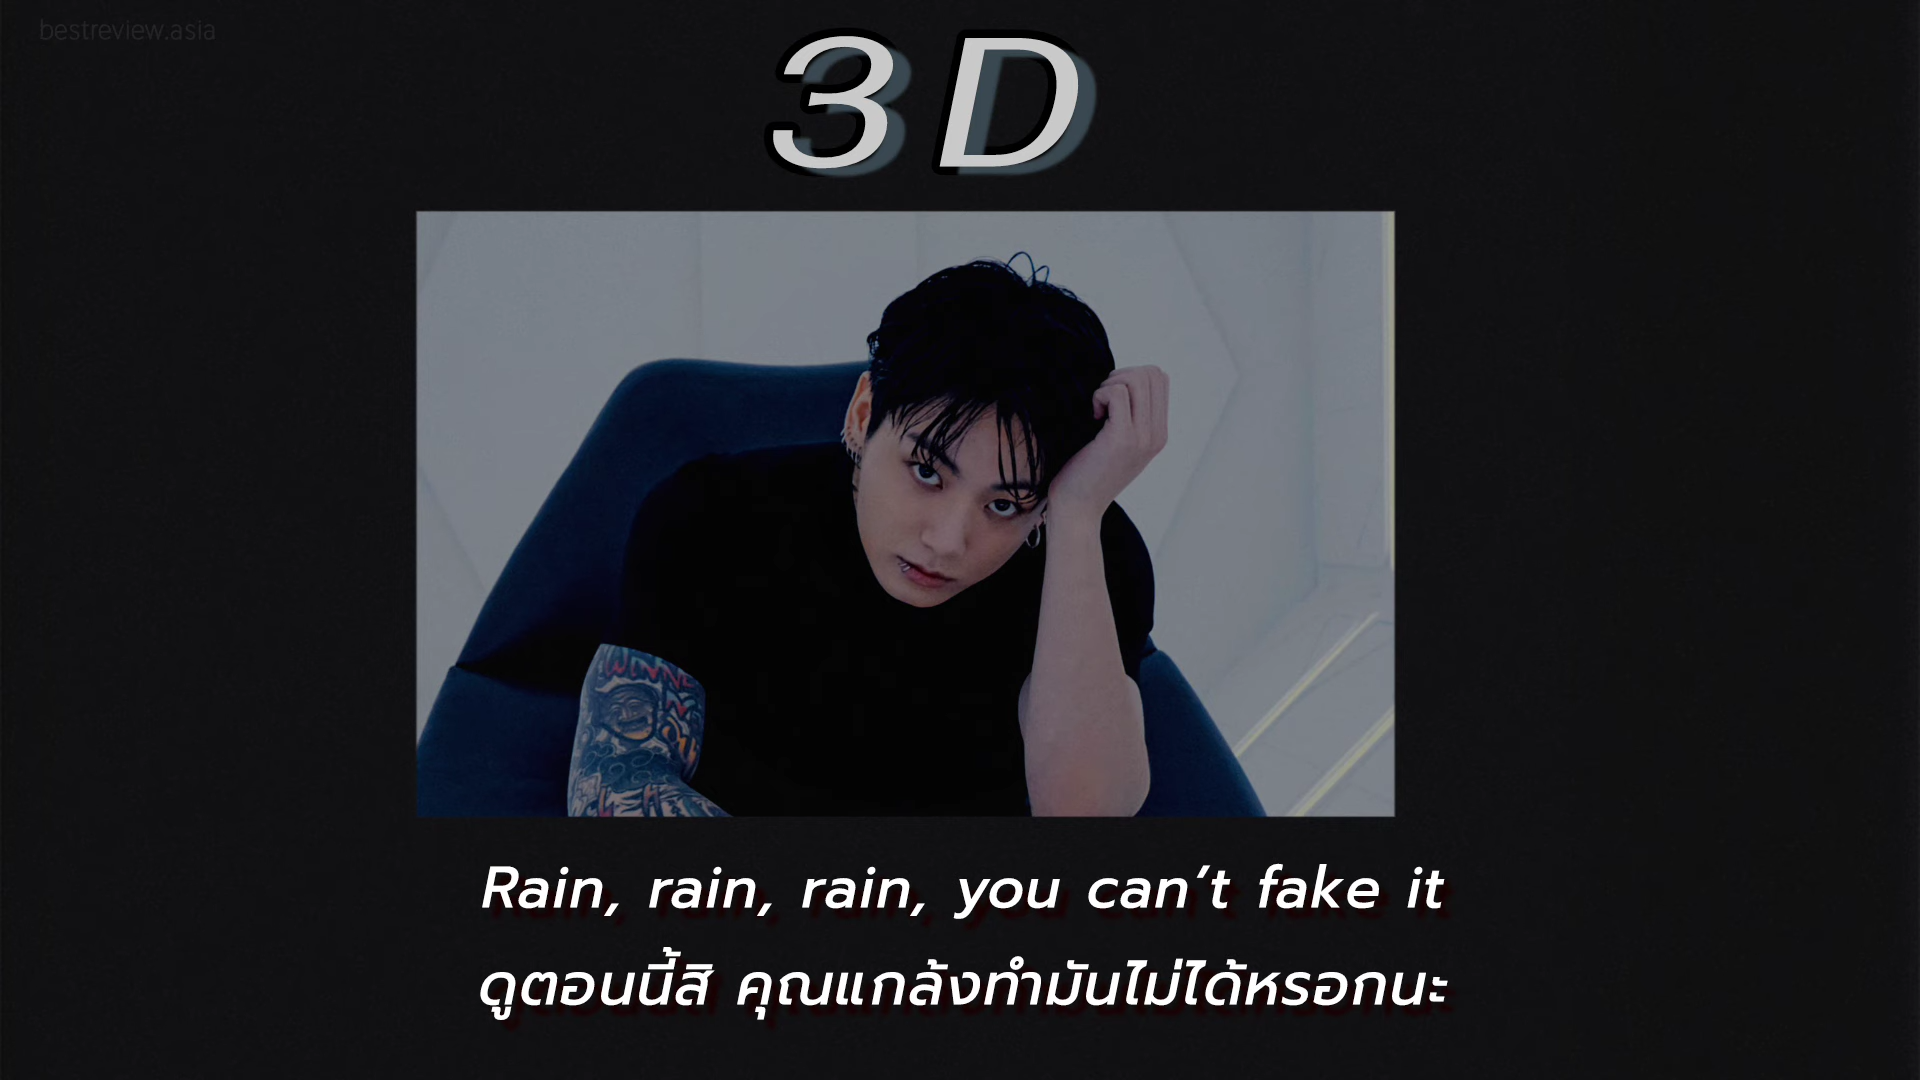 bestreview.asia
3D
WINNE
Rain, rain, rain, you can't fake it
ดูตอนนี้สิ คุณแกล้งทำมันไม่ได้หรอกนะ